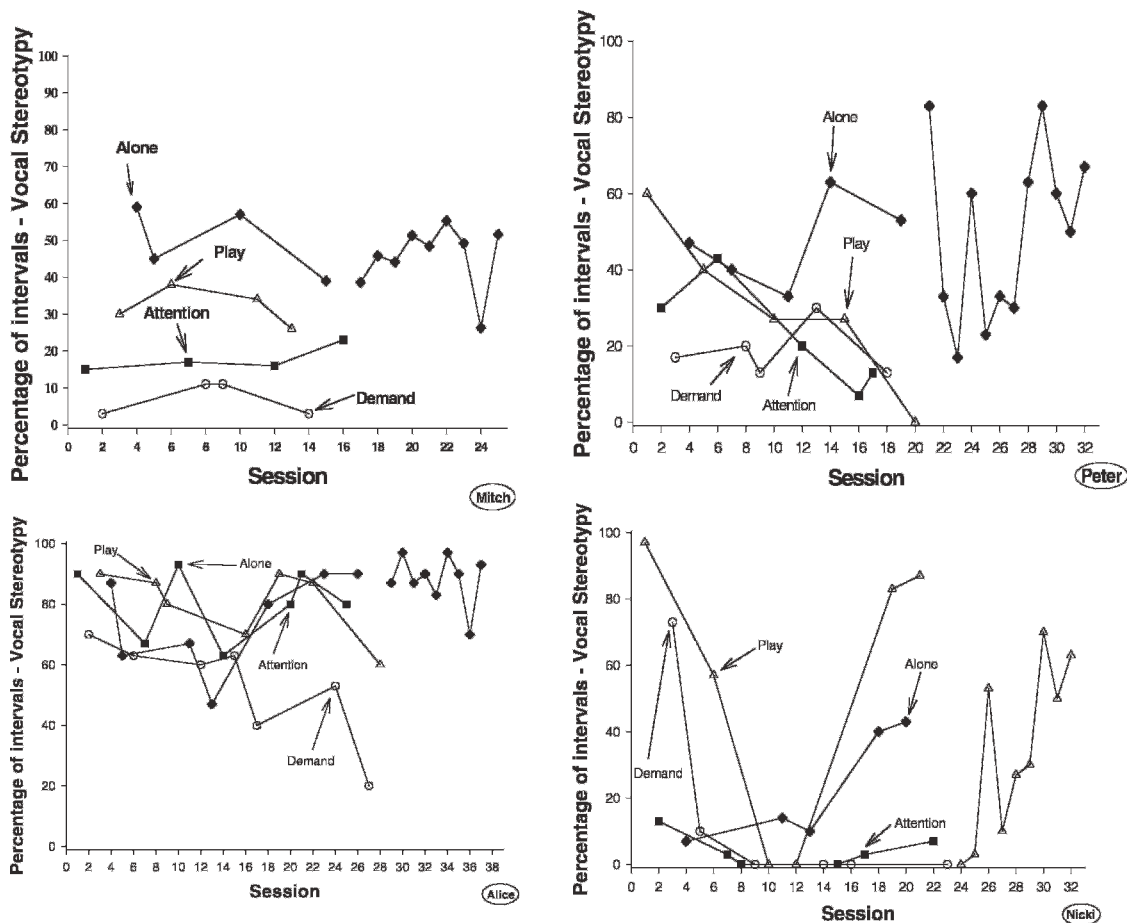 Percentage of intervals - Vocal Stereotypy
100
90
80
70
60
50
40
30
20
10
0
Alone
Play
Attention
Demand
0 2 4 6 8 10 12 14 16 18 20 22 24
Session
Mitch
Percentage of intervals - Vocal Stereotypy
100
80
60
40
20
0
Alone
Play
Demand
Attention
0 2 4 6 8 10 12 14 16 18 20 22 24 26 28 30 32
Session
Peter
Percentage of intervals - Vocal Stereotypy
100
80
60
40
20
0
Play
Alone
Attention
Demand
0 2 4 6 8 10 12 14 16 18 20 22 24 26 28 30 32 34 36 38
Session
Alice
Percentage of intervals - Vocal Stereotypy
100
80
60
40
20
0
Play
Alone
Demand
Attention
0 2 4 6 8 10 12 14 16 18 20 22 24 26 28 30 32
Session
Nicki